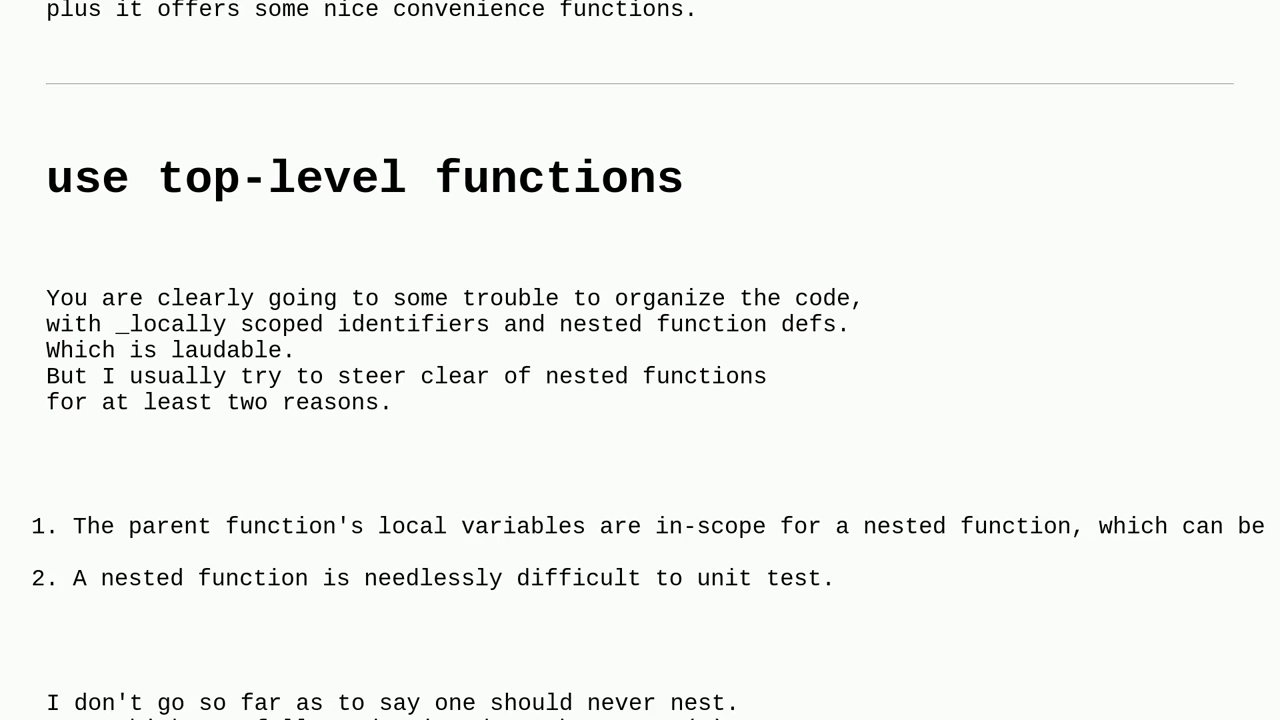 plus it offers some nice convenience functions.
use top-level functions
You are clearly going to some trouble to organize the code,
with _locally scoped identifiers and nested function defs.
Which is laudable.
But I usually try to steer clear of nested functions
for at least two reasons.
1. The parent function's local variables are in-scope for a nested function, which can be
2. A nested function is needlessly difficult to unit test.
I don't go so far as to say one should never nest.